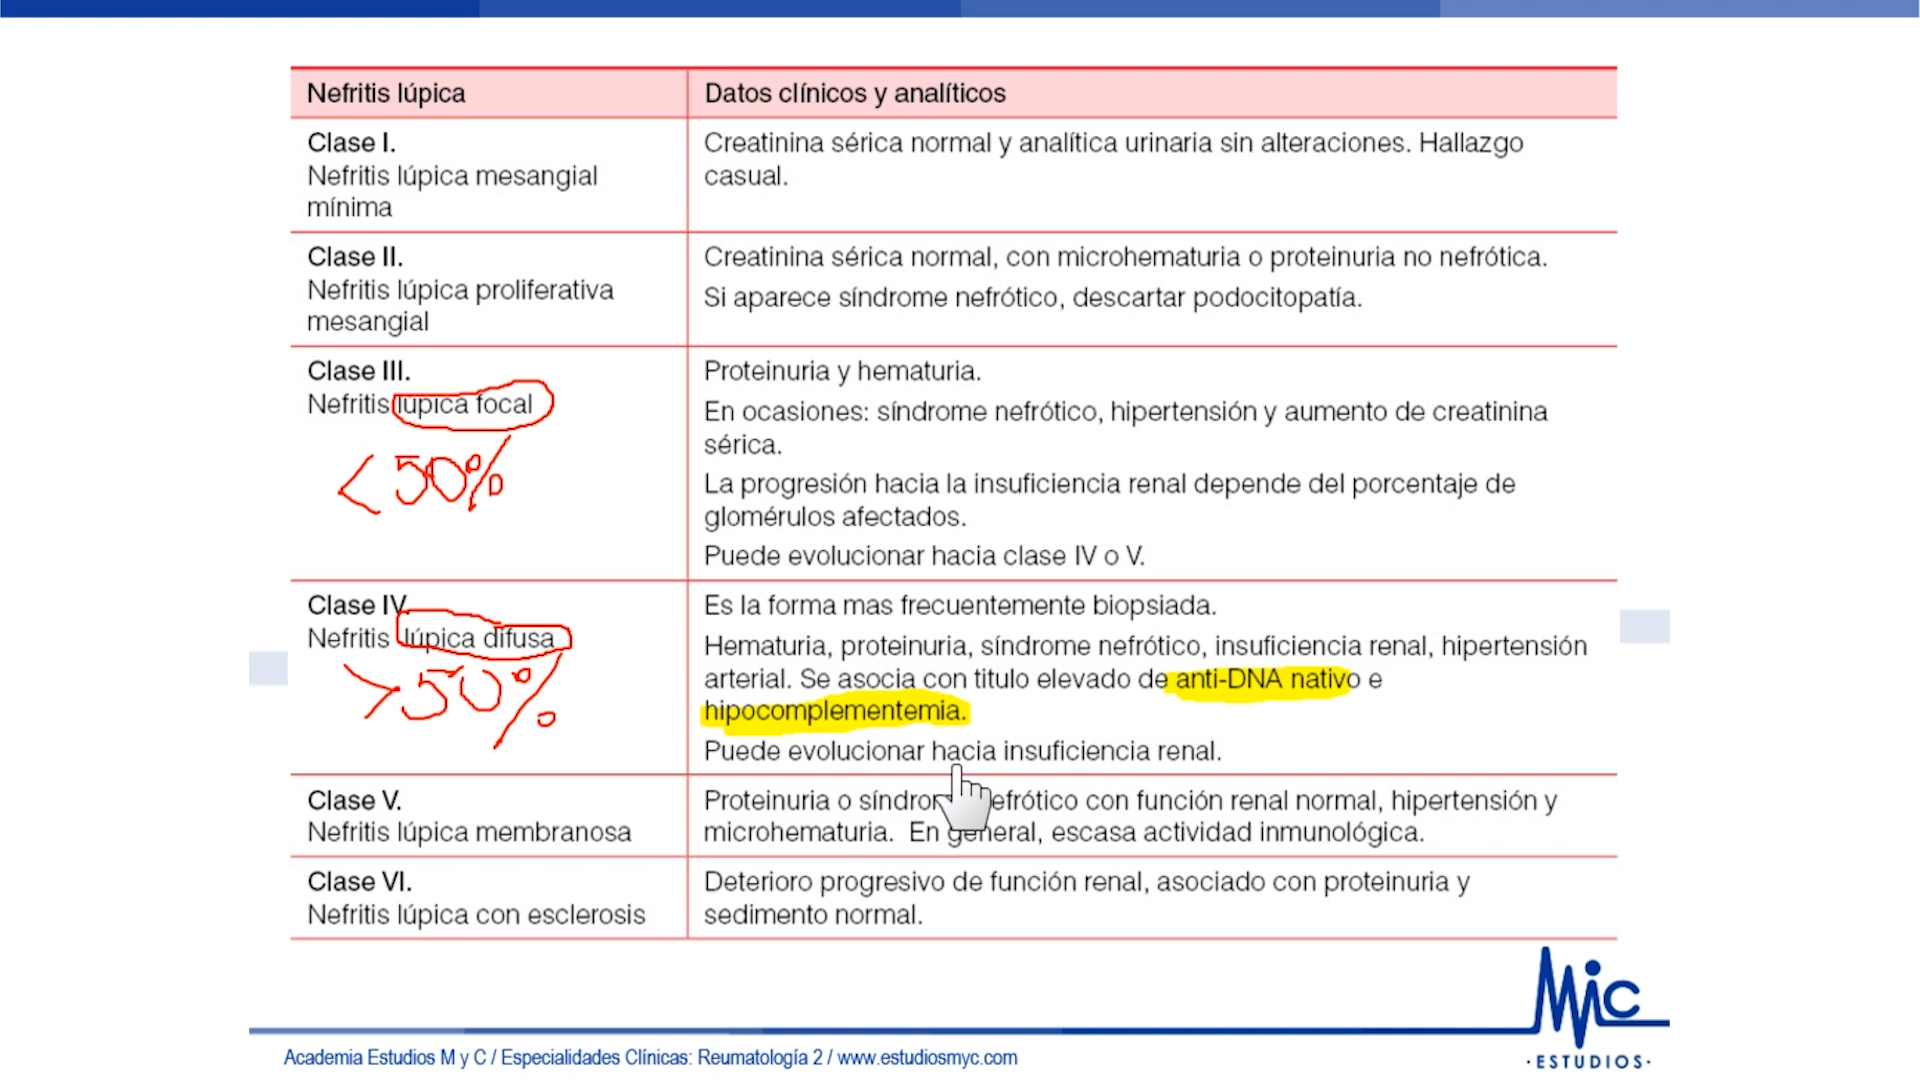 Nefritis lúpica
Datos clínicos y analíticos
Clase I.
Nefritis lúpica mesangial
mínima
Creatinina sérica normal y analítica urinaria sin alteraciones. Hallazgo
casual.
Clase II.
Nefritis lúpica proliferativa
mesangial
Creatinina sérica normal, con microhematuria o proteinuria no nefrótica.
Si aparece síndrome nefrótico, descartar podocitopatía.
Clase III.
Nefritis lúpica focal
<50%
Proteinuria y hematuria.
En ocasiones: síndrome nefrótico, hipertensión y aumento de creatinina
sérica.
La progresión hacia la insuficiencia renal depende del porcentaje de
glomérulos afectados.
Puede evolucionar hacia clase IV o V.
Clase IV
Nefritis lúpica difusa
>50%
Es la forma mas frecuentemente biopsiada.
Hematuria, proteinuria, síndrome nefrótico, insuficiencia renal, hipertensión
arterial. Se asocia con titulo elevado de anti-DNA nativo e
hipocomplementemia.
Puede evolucionar hacia insuficiencia renal.
Clase V.
Nefritis lúpica membranosa
Proteinuria o síndrome nefrótico con función renal normal, hipertensión y
microhematuria. En general, escasa actividad inmunológica.
Clase VI.
Nefritis lúpica con esclerosis
Deterioro progresivo de función renal, asociado con proteinuria y
sedimento normal.
MiC
·ESTUDIOS·
Academia Estudios M y C / Especialidades Clínicas: Reumatología 2 / www.estudiosmyc.com